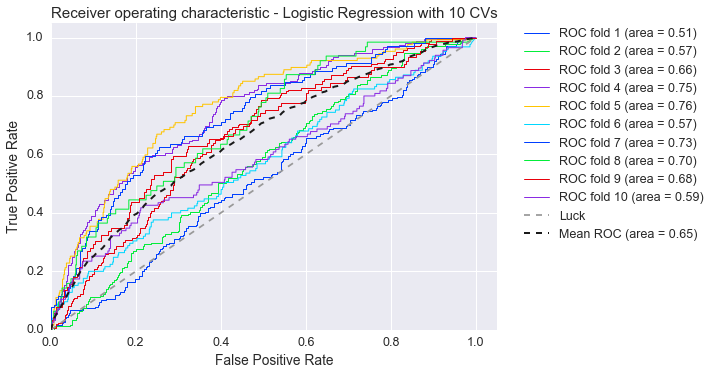 Receiver operating characteristic - Logistic Regression with 10 CVs
1.0
0.8
0.6
0.4
0.2
0.0
True Positive Rate
0.0 0.2 0.4 0.6 0.8 1.0
False Positive Rate
ROC fold 1 (area = 0.51)
ROC fold 2 (area = 0.57)
ROC fold 3 (area = 0.66)
ROC fold 4 (area = 0.75)
ROC fold 5 (area = 0.76)
ROC fold 6 (area = 0.57)
ROC fold 7 (area = 0.73)
ROC fold 8 (area = 0.70)
ROC fold 9 (area = 0.68)
ROC fold 10 (area = 0.59)
Luck
Mean ROC (area = 0.65)